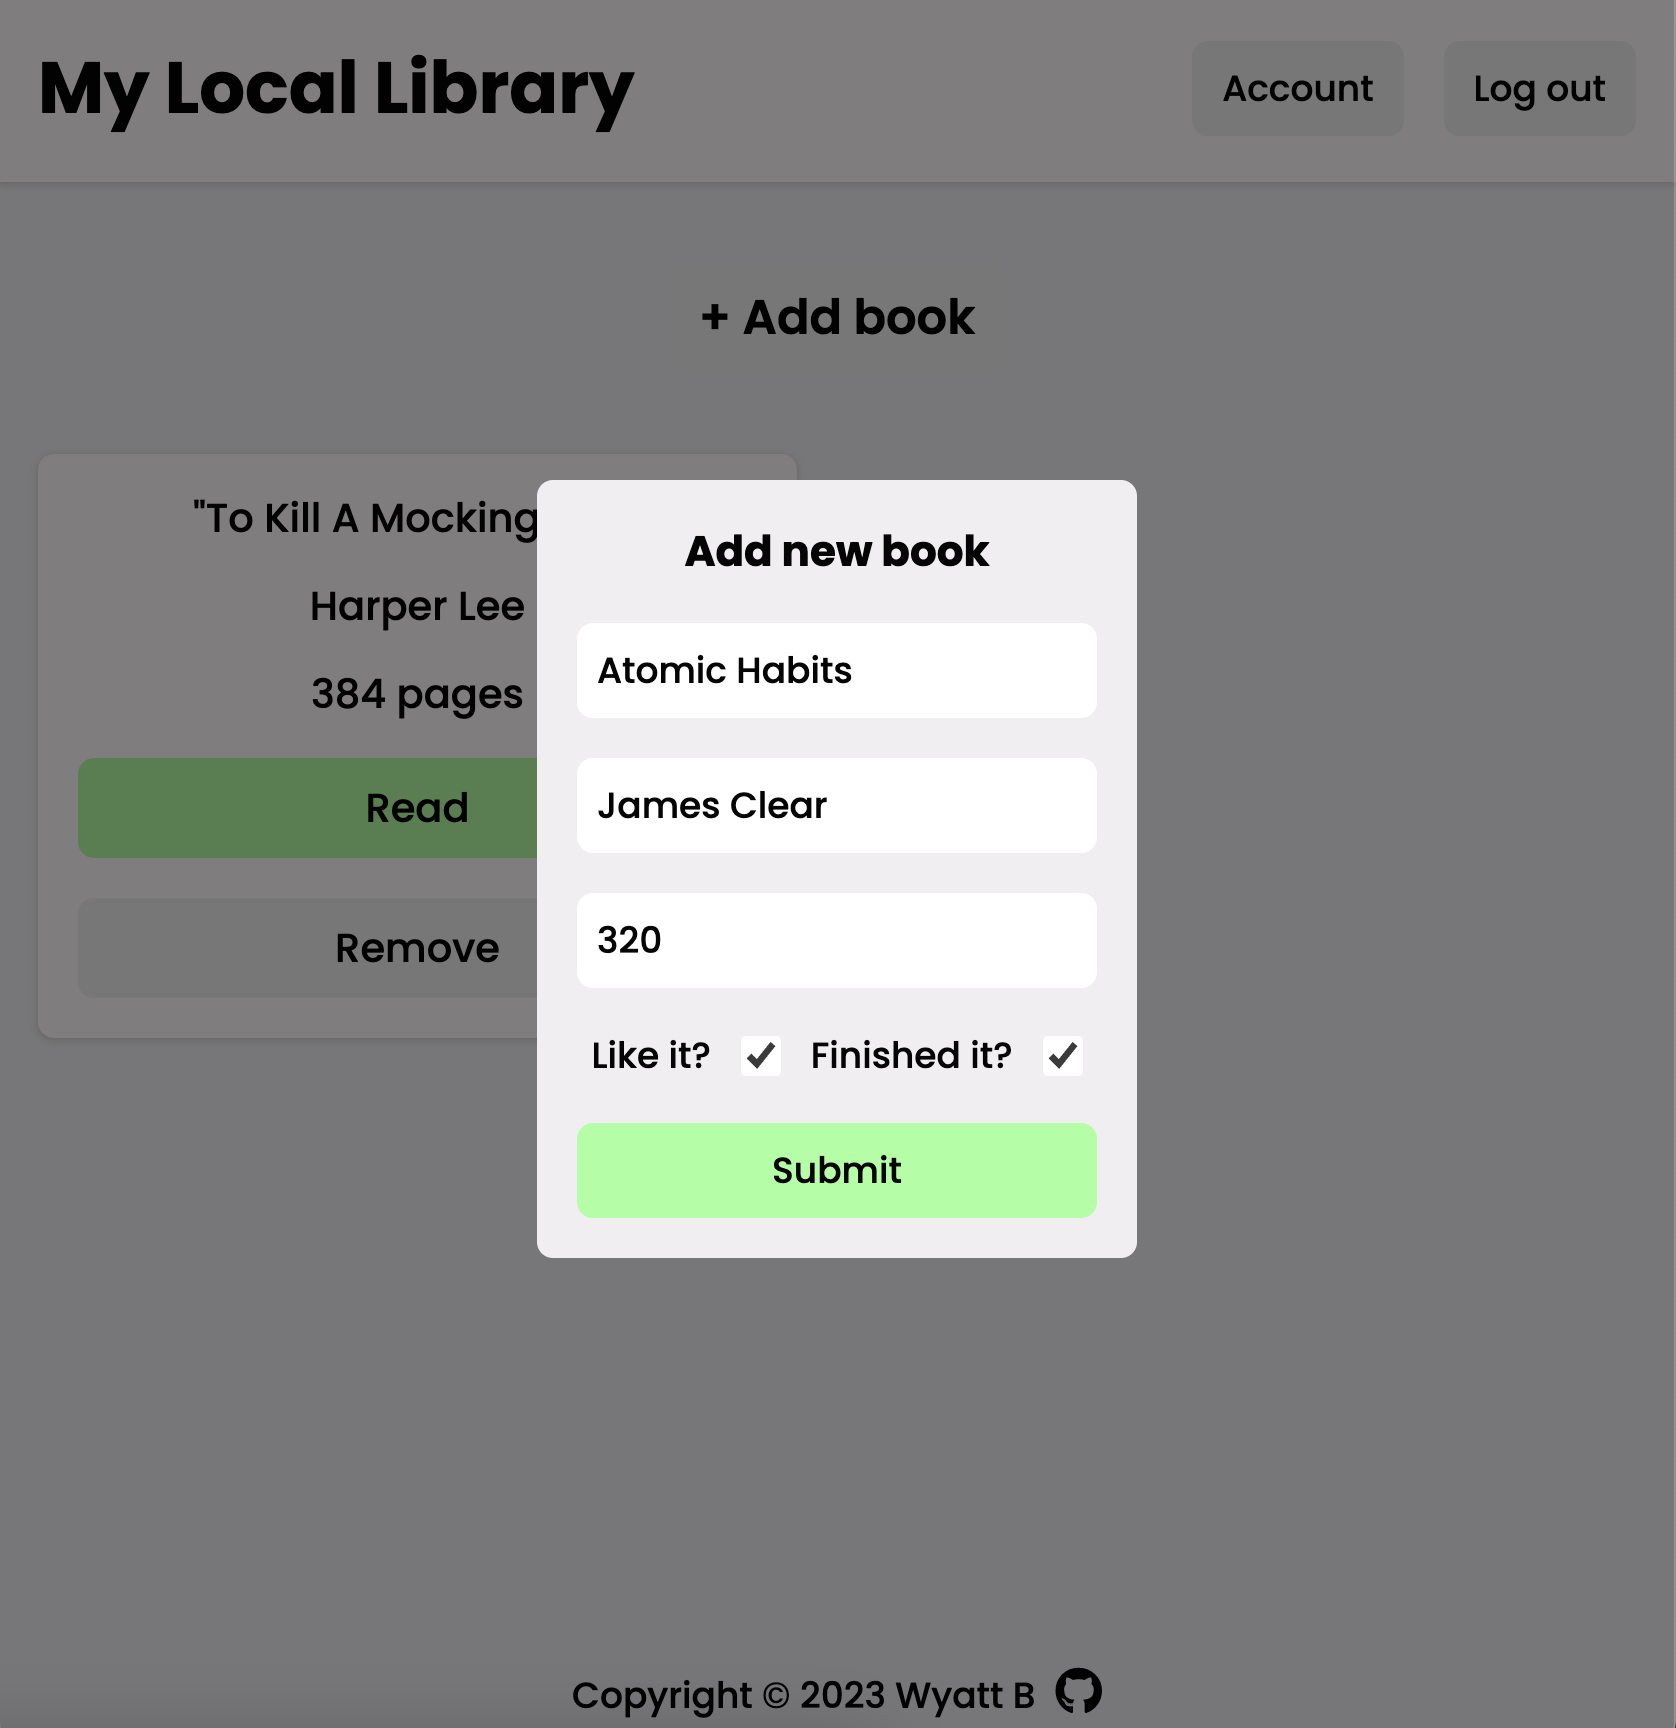 My Local Library
Account
Log out
+ Add book
"To Kill A Mocking
Harper Lee
384 pages
Read
Remove
Add new book
Atomic Habits
James Clear
320
Like it? Finished it?
Submit
Copyright © 2023 Wyatt B